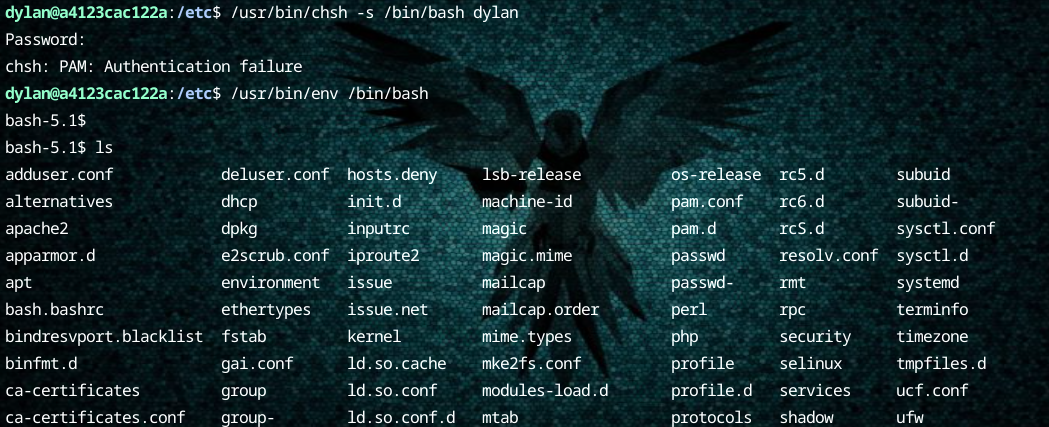 dylan@a4123cac122a:/etc$ /usr/bin/chsh -s /bin/bash dylan
Password:
chsh: PAM: Authentication failure
dylan@a4123cac122a:/etc$ /usr/bin/env /bin/bash
bash-5.1$
bash-5.1$ ls
adduser.conf deluser.conf hosts.deny lsb-release os-release rc5.d subuid
alternatives dhcp init.d machine-id pam.conf rc6.d subuid-
apache2 dpkg inputrc magic pam.d rcS.d sysctl.conf
apparmor.d e2scrub.conf iproute2 magic.mime passwd resolv.conf sysctl.d
apt environment issue mailcap passwd- rmt systemd
bash.bashrc ethertypes issue.net mailcap.order perl rpc terminfo
bindresvport.blacklist fstab kernel mime.types php security timezone
binfmt.d gai.conf ld.so.cache mke2fs.conf profile selinux tmpfiles.d
ca-certificates group ld.so.conf modules-load.d profile.d services ucf.conf
ca-certificates.conf group- ld.so.conf.d mtab protocols shadow ufw